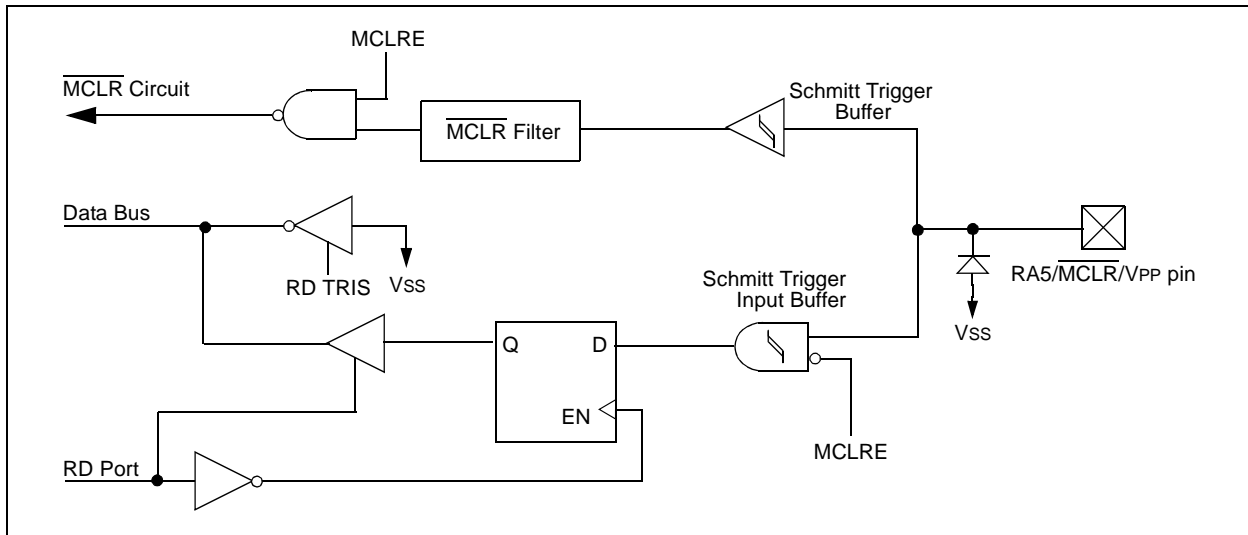 MCLRE
MCLR Circuit
Schmitt Trigger
Buffer
MCLR Filter
Data Bus
RD TRIS
VSS
Schmitt Trigger
Input Buffer
RA5/MCLR/VPP pin
VSS
Q
D
EN
MCLRE
RD Port